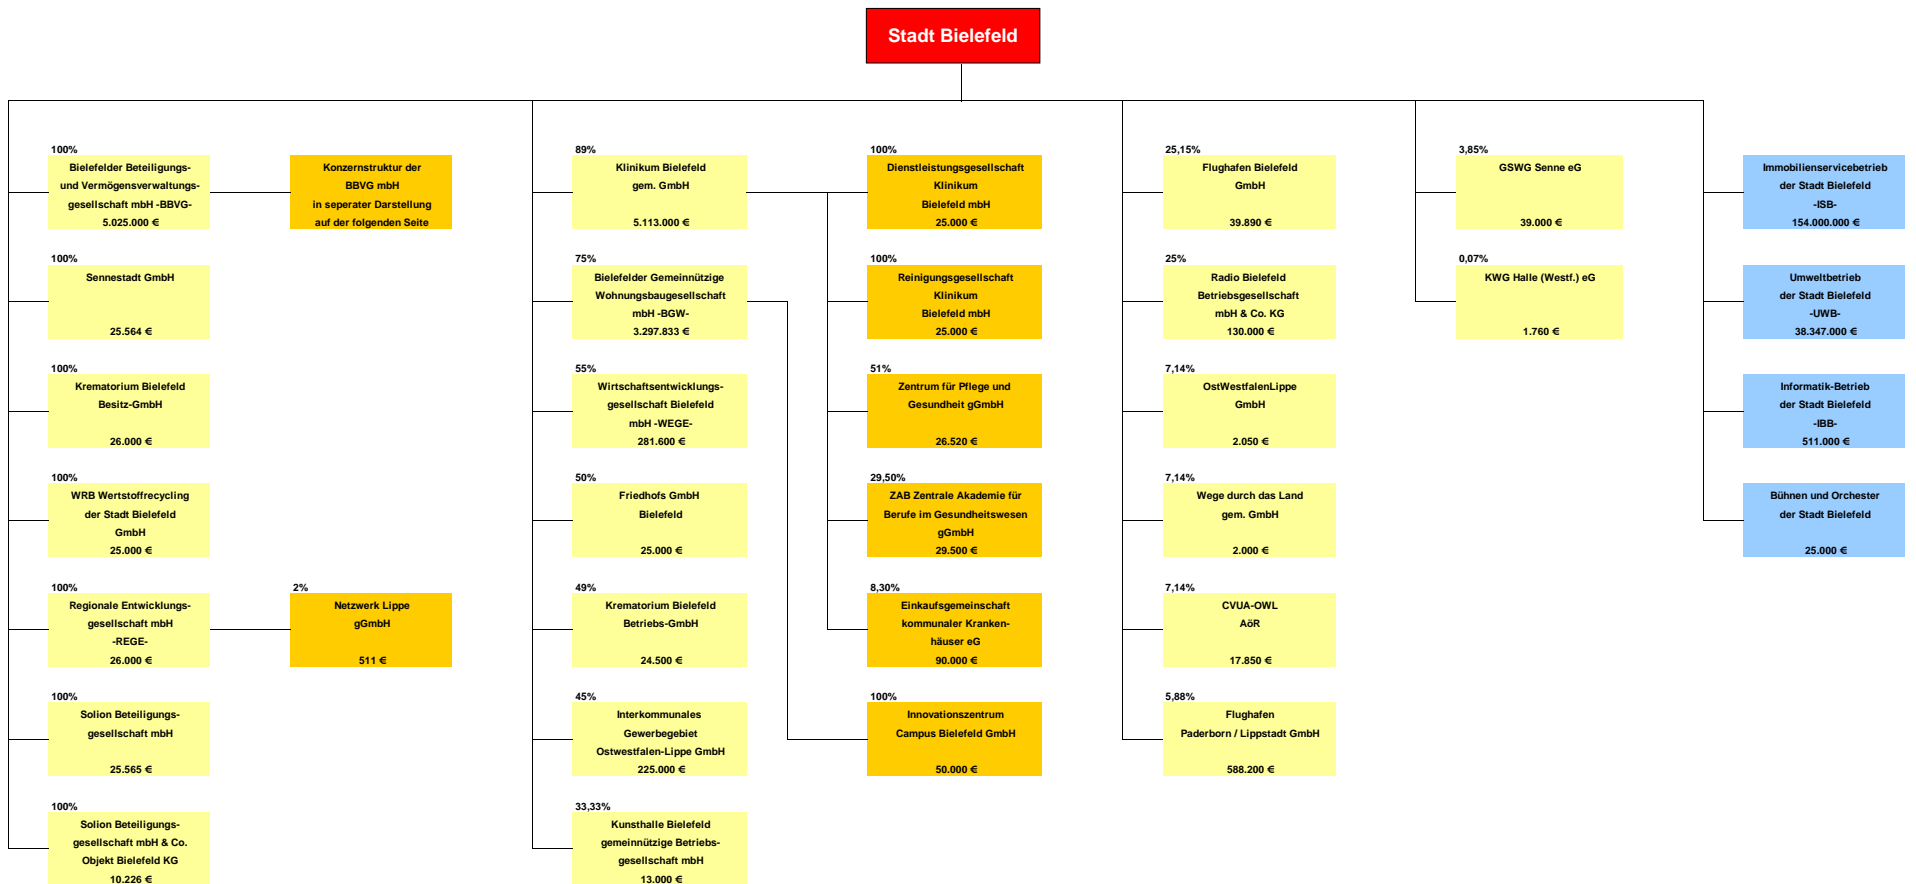 Stadt Bielefeld
100%
Bielefelder Beteiligungs-
und Vermögensverwaltungs-
gesellschaft mbH -BBVG-
5.025.000 €
Konzernstruktur der
BBVG mbH
in seperater Darstellung
auf der folgenden Seite
100%
Sennestadt GmbH
25.564 €
100%
Krematorium Bielefeld
Besitz-GmbH
26.000 €
100%
WRB Wertstoffrecycling
der Stadt Bielefeld
GmbH
25.000 €
100%
Regionale Entwicklungs-
gesellschaft mbH
-REGE-
26.000 €
2%
Netzwerk Lippe
gGmbH
511 €
100%
Solion Beteiligungs-
gesellschaft mbH
25.565 €
100%
Solion Beteiligungs-
gesellschaft mbH & Co.
Objekt Bielefeld KG
10.226 €
89%
Klinikum Bielefeld
gem. GmbH
5.113.000 €
75%
Bielefelder Gemeinnützige
Wohnungsbaugesellschaft
mbH -BGW-
3.297.833 €
55%
Wirtschaftsentwicklungs-
gesellschaft Bielefeld
mbH -WEGE-
281.600 €
50%
Friedhofs GmbH
Bielefeld
25.000 €
49%
Krematorium Bielefeld
Betriebs-GmbH
24.500 €
45%
Interkommunales
Gewerbegebiet
Ostwestfalen-Lippe GmbH
225.000 €
33,33%
Kunsthalle Bielefeld
gemeinnützige Betriebs-
gesellschaft mbH
13.000 €
100%
Dienstleistungsgesellschaft
Klinikum
Bielefeld mbH
25.000 €
100%
Reinigungsgesellschaft
Klinikum
Bielefeld mbH
25.000 €
51%
Zentrum für Pflege und
Gesundheit gGmbH
26.520 €
29,50%
ZAB Zentrale Akademie für
Berufe im Gesundheitswesen
gGmbH
29.500 €
8,30%
Einkaufsgemeinschaft
kommunaler Kranken-
häuser eG
90.000 €
100%
Innovationszentrum
Campus Bielefeld GmbH
50.000 €
25,15%
Flughafen Bielefeld
GmbH
39.890 €
25%
Radio Bielefeld
Betriebsgesellschaft
mbH & Co. KG
130.000 €
7,14%
OstWestfalenLippe
GmbH
2.050 €
7,14%
Wege durch das Land
gem. GmbH
2.000 €
7,14%
CVUA-OWL
AöR
17.850 €
5,88%
Flughafen
Paderborn / Lippstadt GmbH
588.200 €
3,85%
GSWG Senne eG
39.000 €
0,07%
KWG Halle (Westf.) eG
1.760 €
Immobilienservicebetrieb
der Stadt Bielefeld
-ISB-
154.000.000 €
Umweltbetrieb
der Stadt Bielefeld
-UWB-
38.347.000 €
Informatik-Betrieb
der Stadt Bielefeld
-IBB-
511.000 €
Bühnen und Orchester
der Stadt Bielefeld
25.000 €